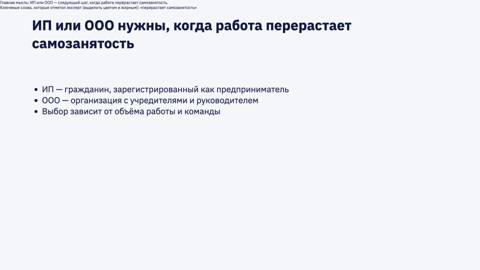 Главная мысль: ИП или ООО — следующий шаг, когда работа перерастает самозанятость.
Ключевые слова, которые отметил эксперт (выделить цветом и жирным): «перерастает самозанятость»
ИП или ООО нужны, когда работа перерастает
самозанятость
• ИП — гражданин, зарегистрированный как предприниматель
• ООО — организация с учредителями и руководителем
• Выбор зависит от объёма работы и команды